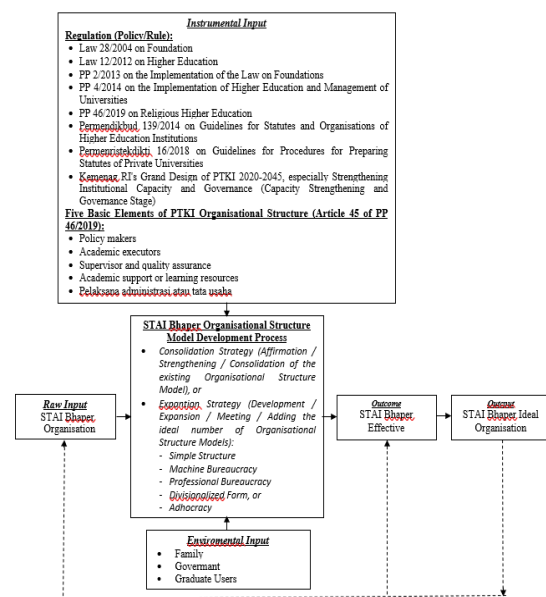 Instrumental Input
Regulation (Policy/Rule):
• Law 28/2004 on Foundation
• Law 12/2012 on Higher Education
• PP 2/2013 on the Implementation of the Law on Foundations
• PP 4/2014 on the Implementation of Higher Education and Management of
Universities
• PP 46/2019 on Religious Higher Education
• Permendikbud 139/2014 on Guidelines for Statutes and Organisations of
Higher Education Institutions
• Permenristekdikti 16/2018 on Guidelines for Procedures for Preparing
Statutes of Private Universities
• Kemenag RI's Grand Design of PTKI 2020-2045, especially Strengthening
Institutional Capacity and Governance (Capacity Strengthening and
Governance Stage)
Five Basic Elements of PTKI Organisational Structure (Article 45 of PP
46/2019):
• Policy makers
• Academic executors
• Supervisor and quality assurance
• Academic support or learning resources
• Pelaksana administrasi atau tata usaha
STAI Bhaper Organisational Structure
Model Development Process
• Consolidation Strategy (Affirmation /
Strengthening / Consolidation of the
existing Organisational Structure
Model), or
• Expantion Strategy (Development /
Expansion / Meeting / Adding the
ideal number of Organisational
Structure Models):
- Simple Structure
- Machine Bureaucracy
- Professional Bureaucracy
- Divisionalized Form, or
- Adhocracy
Raw Input
STAI Bhaper
Organisation
Outcome
STAI Bhaper
Effective
Output
STAI Bhaper Ideal
Organisation
Enviromental Input
• Family
• Govermant
• Graduate Users